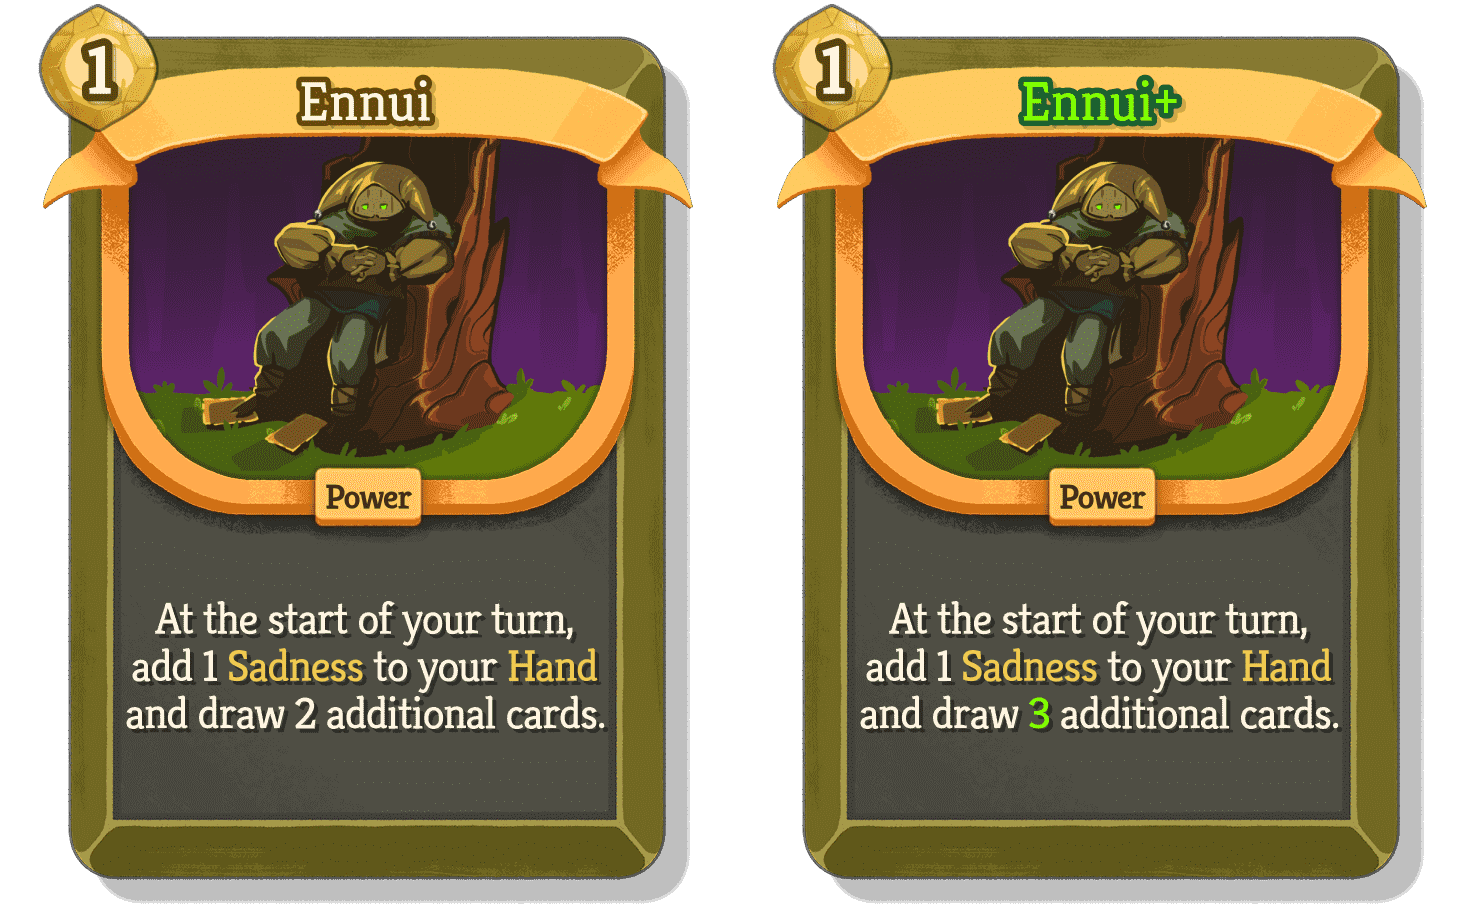 1
Ennui
Power
At the start of your turn,
add 1 Sadness to your Hand
and draw 2 additional cards.
1
Ennui+
Power
At the start of your turn,
add 1 Sadness to your Hand
and draw 3 additional cards.